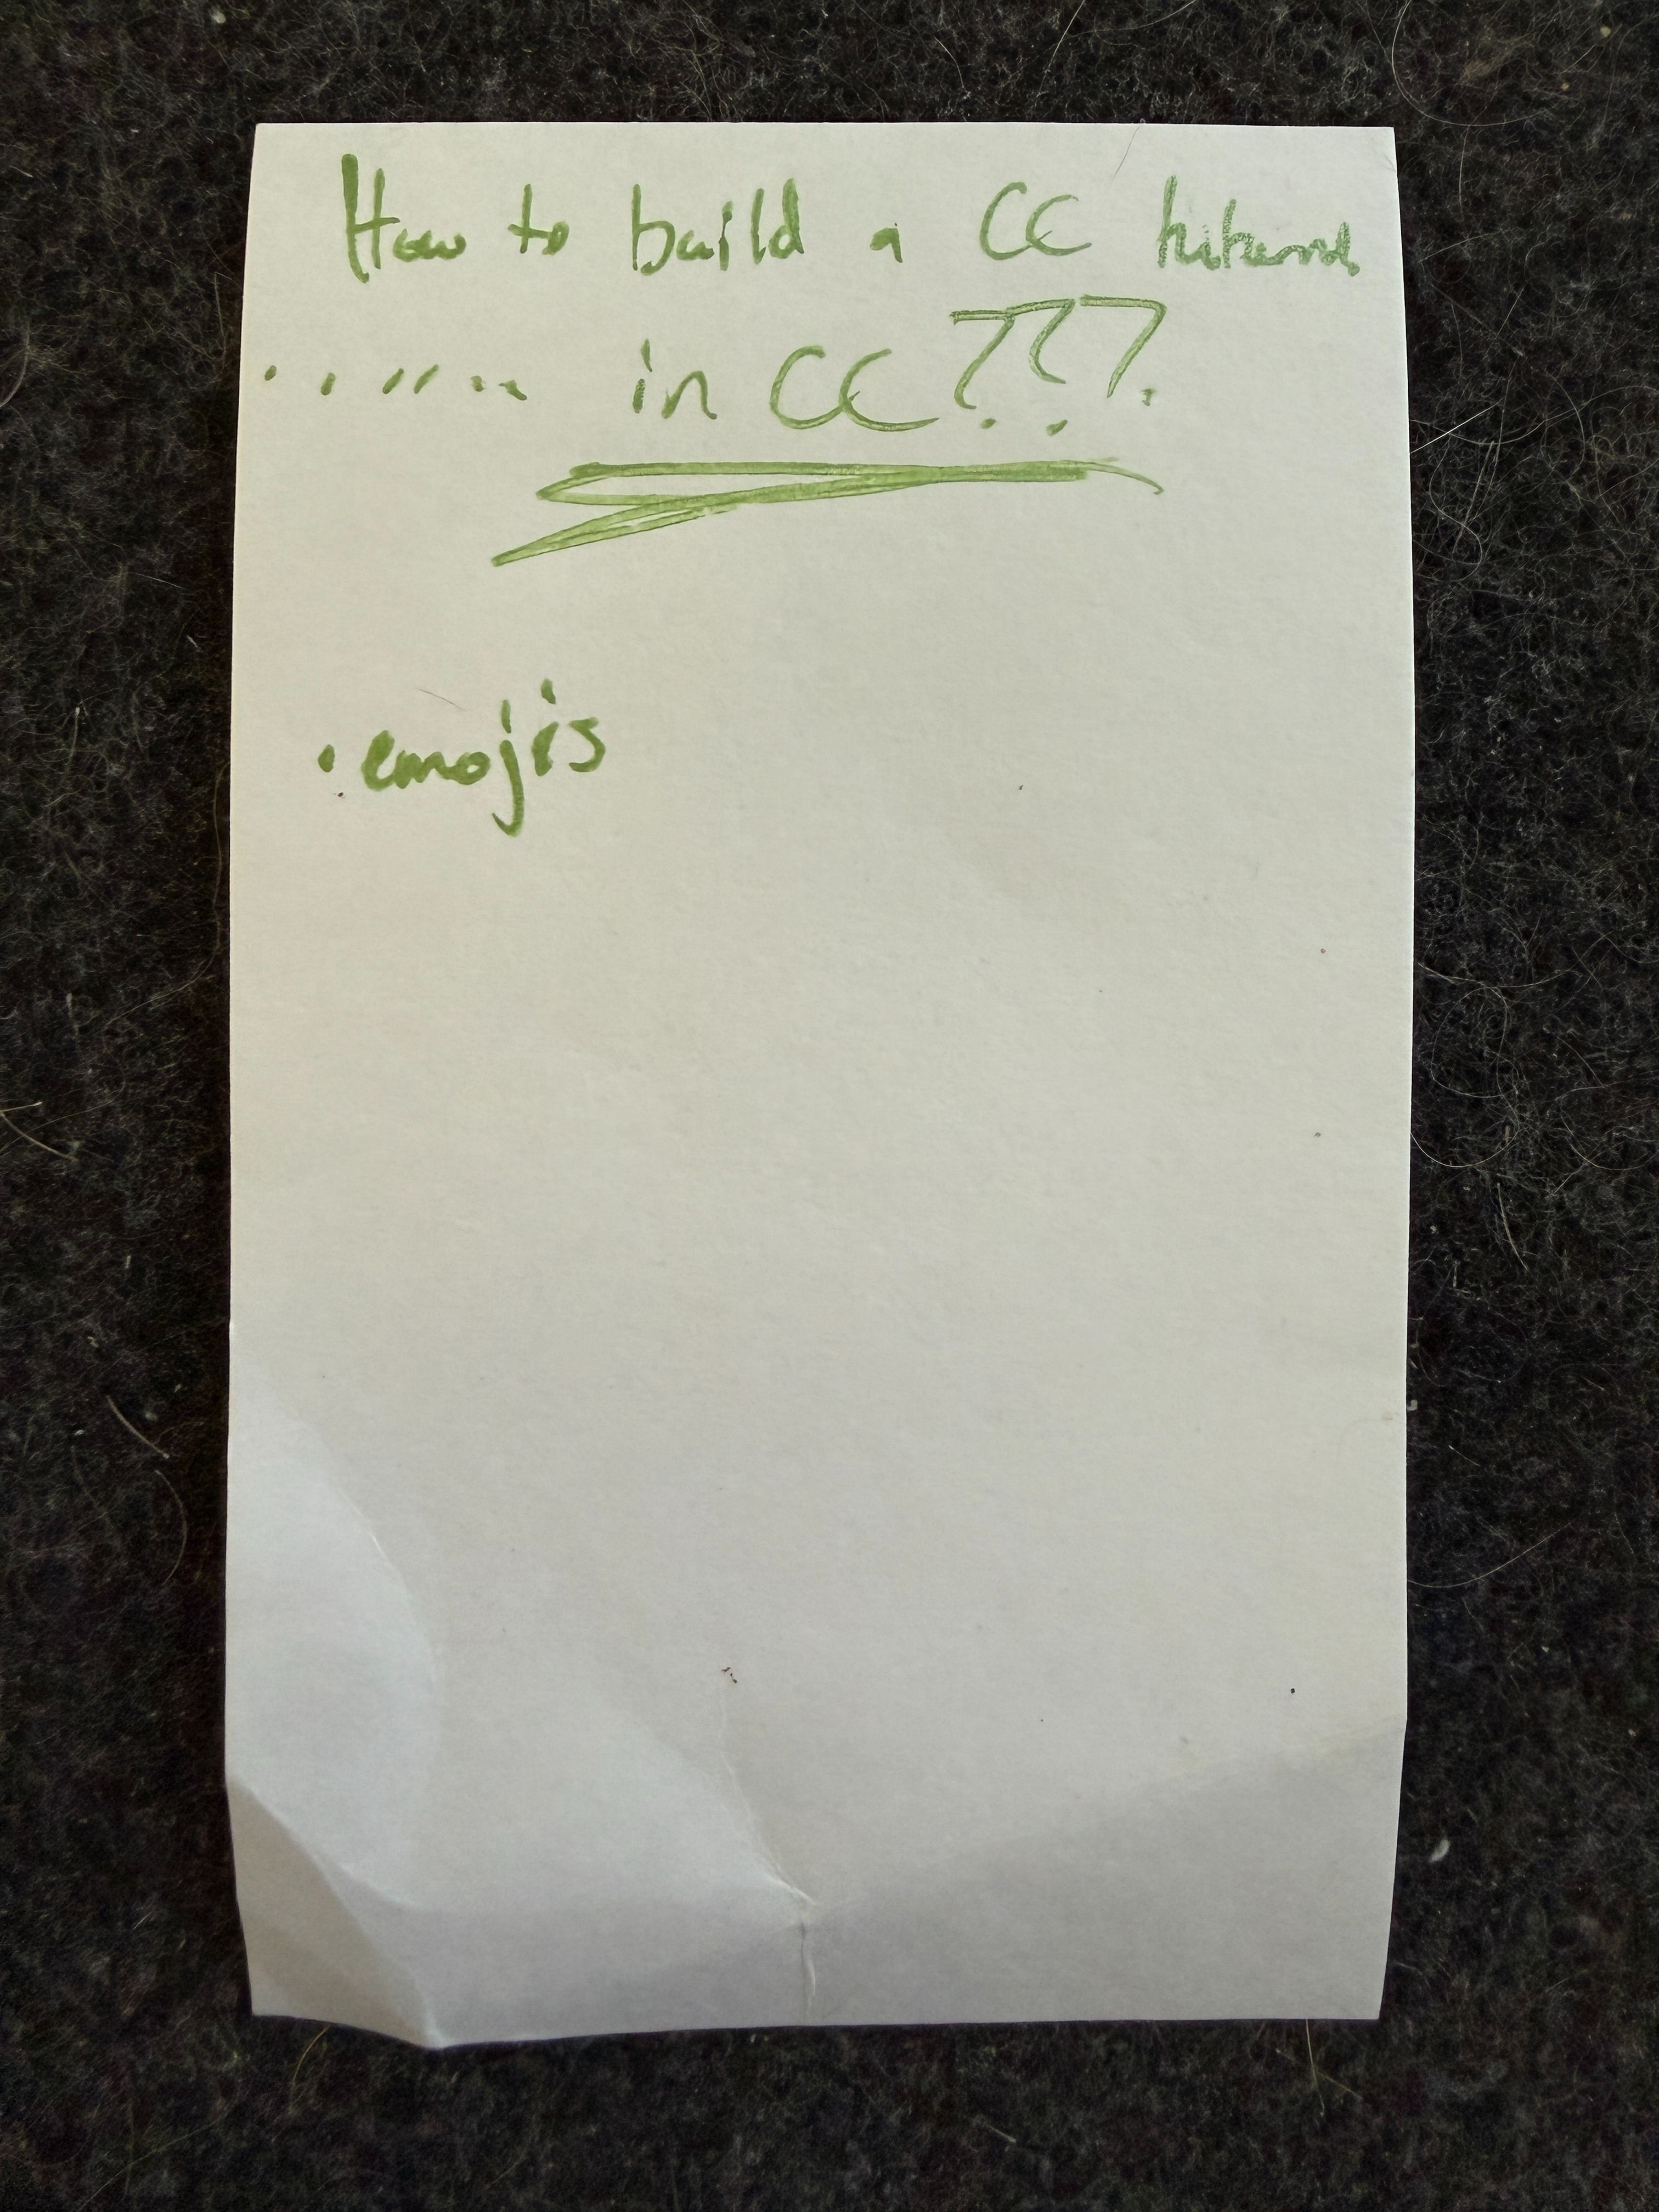 How to build a CC
in CC???
• emojis